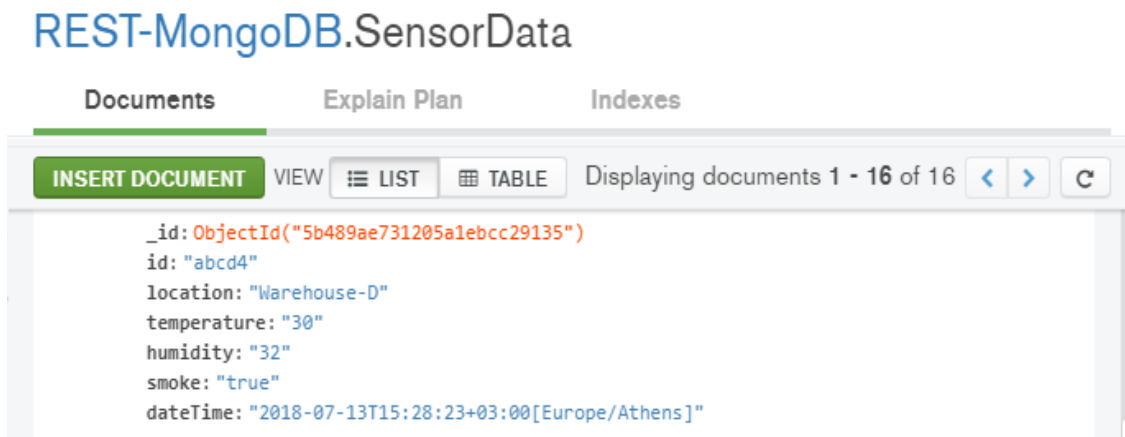 REST-MongoDB.SensorData
Documents Explain Plan Indexes
INSERT DOCUMENT VIEW LIST TABLE Displaying documents 1 - 16 of 16 < > C
_id: ObjectId("5b489ae731205a1ebcc29135")
id: "abcd4"
location: "Warehouse-D"
temperature: "30"
humidity: "32"
smoke: "true"
dateTime: "2018-07-13T15:28:23+03:00[Europe/Athens]"